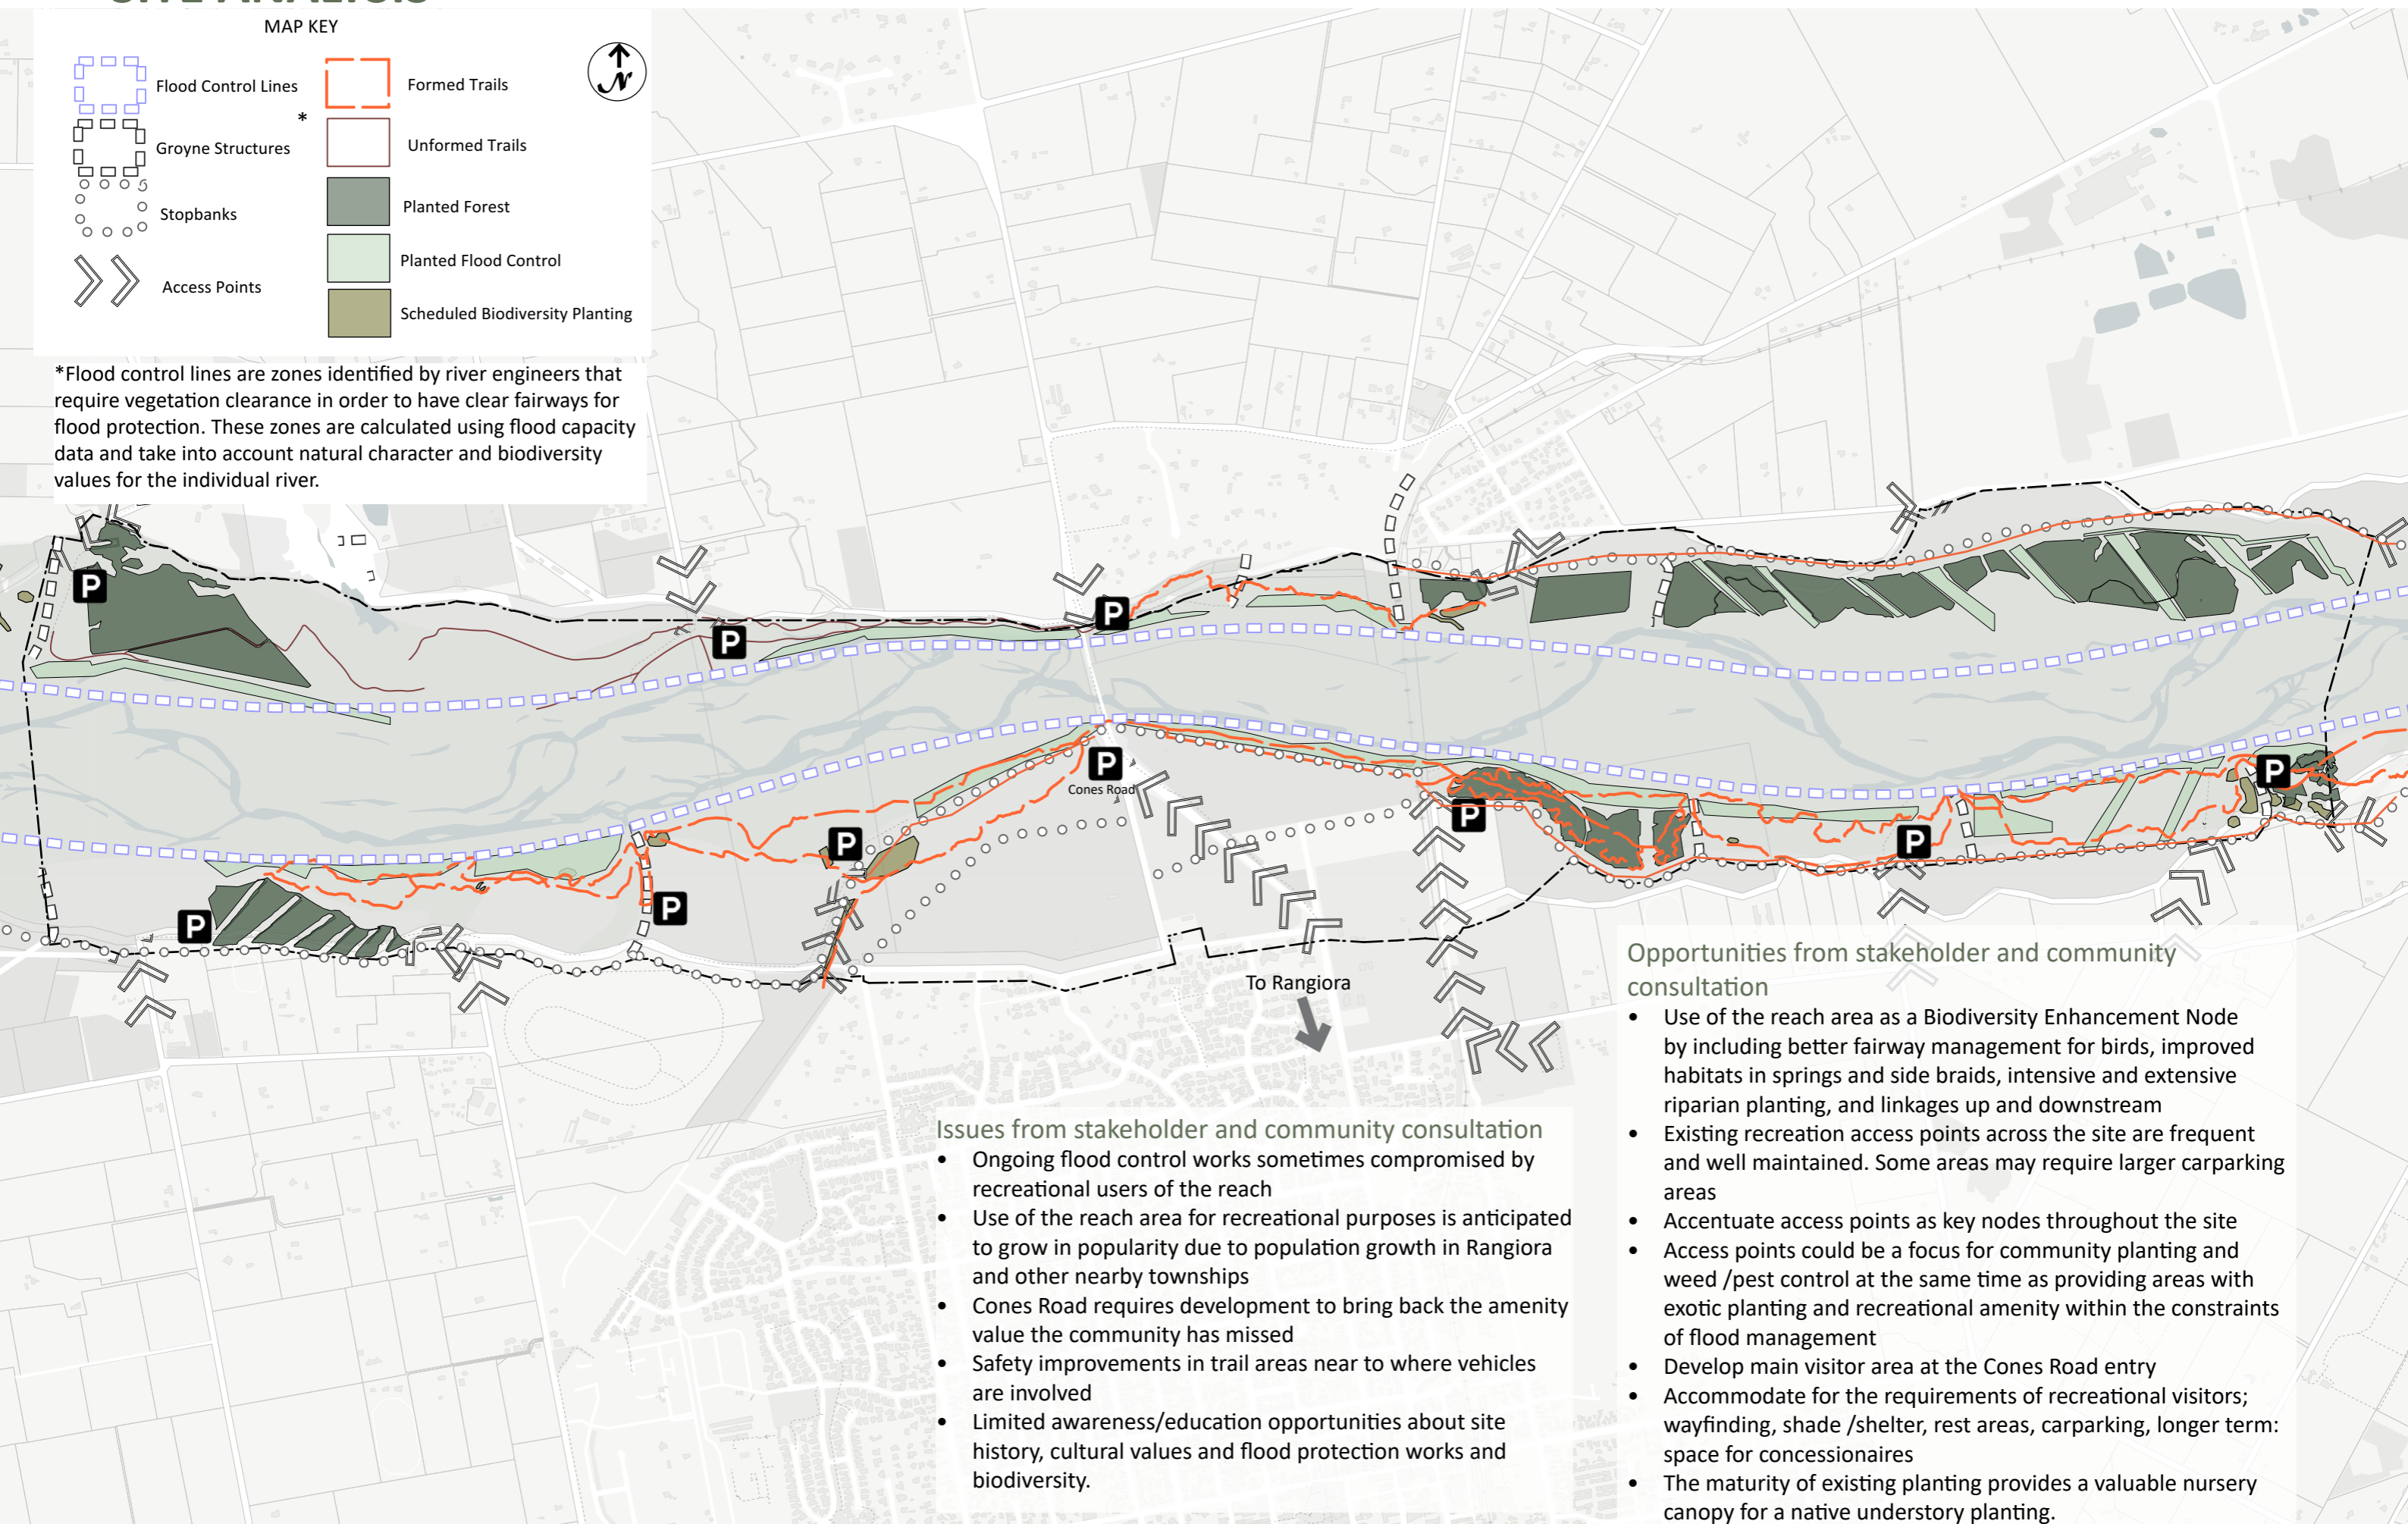 SITE ANALYSIS
MAP KEY
Flood Control Lines
*
Groyne Structures
Stopbanks
Access Points
Formed Trails
Unformed Trails
Planted Forest
Planted Flood Control
Scheduled Biodiversity Planting
N
*Flood control lines are zones identified by river engineers that
require vegetation clearance in order to have clear fairways for
flood protection. These zones are calculated using flood capacity
data and take into account natural character and biodiversity
values for the individual river.
P
P
P
P
Cones Road
P
P
P
P
P
P
To Rangiora
Issues from stakeholder and community consultation
• Ongoing flood control works sometimes compromised by
recreational users of the reach
• Use of the reach area for recreational purposes is anticipated
to grow in popularity due to population growth in Rangiora
and other nearby townships
• Cones Road requires development to bring back the amenity
value the community has missed
• Safety improvements in trail areas near to where vehicles
are involved
• Limited awareness/education opportunities about site
history, cultural values and flood protection works and
biodiversity.
Opportunities from stakeholder and community
consultation
• Use of the reach area as a Biodiversity Enhancement Node
by including better fairway management for birds, improved
habitats in springs and side braids, intensive and extensive
riparian planting, and linkages up and downstream
• Existing recreation access points across the site are frequent
and well maintained. Some areas may require larger carparking
areas
• Accentuate access points as key nodes throughout the site
• Access points could be a focus for community planting and
weed /pest control at the same time as providing areas with
exotic planting and recreational amenity within the constraints
of flood management
• Develop main visitor area at the Cones Road entry
• Accommodate for the requirements of recreational visitors;
wayfinding, shade /shelter, rest areas, carparking, longer term:
space for concessionaires
• The maturity of existing planting provides a valuable nursery
canopy for a native understory planting.